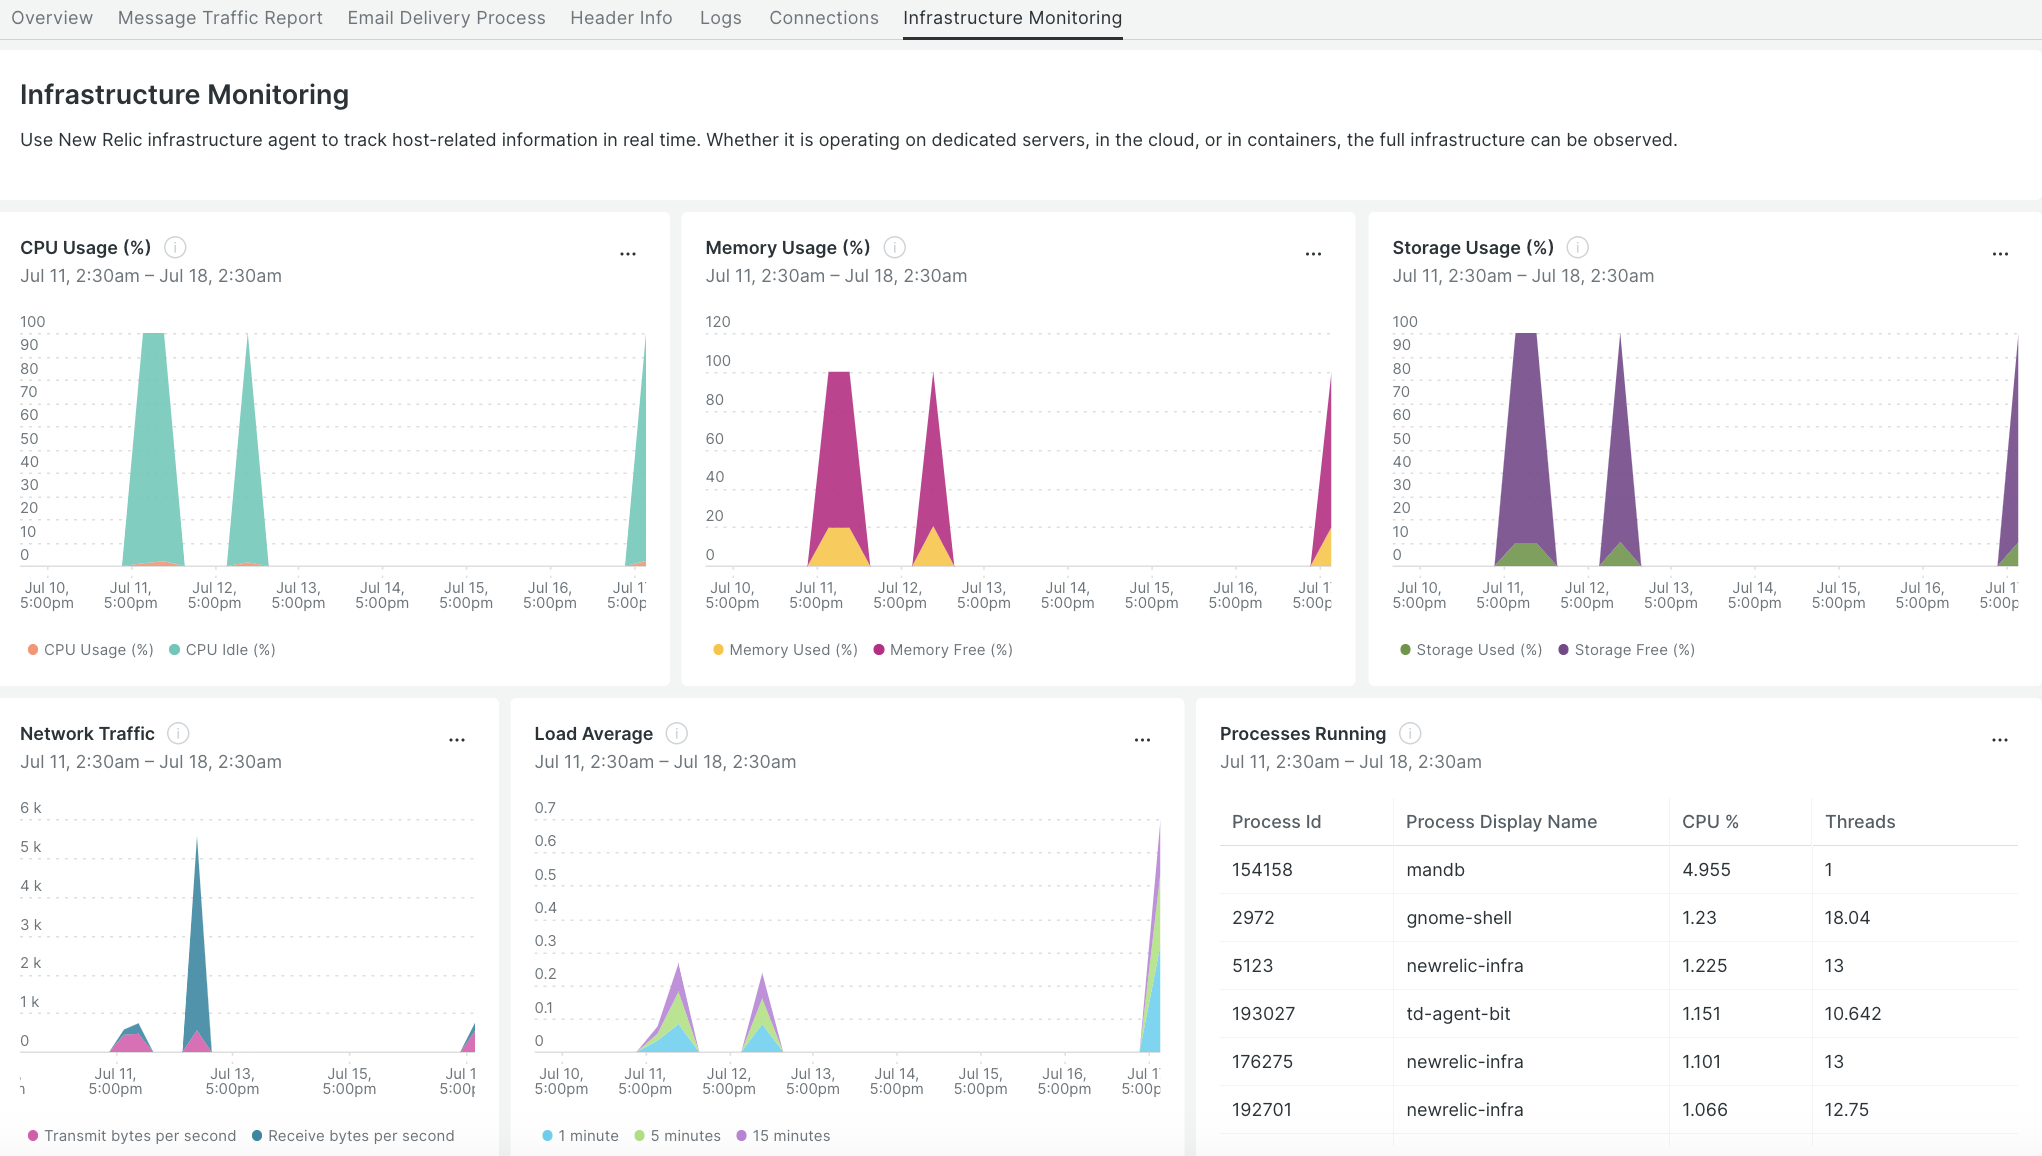 Overview Message Traffic Report Email Delivery Process Header Info Logs Connections Infrastructure Monitoring
Infrastructure Monitoring
Use New Relic infrastructure agent to track host-related information in real time. Whether it is operating on dedicated servers, in the cloud, or in containers, the full infrastructure can be observed.
CPU Usage (%)
Jul 11, 2:30am – Jul 18, 2:30am
100
90
80
70
60
50
40
30
20
10
0
Jul 10, Jul 11, Jul 12, Jul 13, Jul 14, Jul 15, Jul 16, Jul 1
5:00pm 5:00pm 5:00pm 5:00pm 5:00pm 5:00pm 5:00pm 5:00p
CPU Usage (%) CPU Idle (%)
Memory Usage (%)
Jul 11, 2:30am – Jul 18, 2:30am
120
100
80
60
40
20
0
Jul 10, Jul 11, Jul 12, Jul 13, Jul 14, Jul 15, Jul 16, Jul 1
5:00pm 5:00pm 5:00pm 5:00pm 5:00pm 5:00pm 5:00pm 5:00p
Memory Used (%) Memory Free (%)
Storage Usage (%)
Jul 11, 2:30am – Jul 18, 2:30am
100
90
80
70
60
50
40
30
20
10
0
Jul 10, Jul 11, Jul 12, Jul 13, Jul 14, Jul 15, Jul 16, Jul 1
5:00pm 5:00pm 5:00pm 5:00pm 5:00pm 5:00pm 5:00pm 5:00p
Storage Used (%) Storage Free (%)
Network Traffic
Jul 11, 2:30am – Jul 18, 2:30am
6 k
5 k
4 k
3 k
2 k
1 k
0
Jul 11, Jul 13, Jul 15, Jul 1
5:00pm 5:00pm 5:00pm 5:00p
Transmit bytes per second Receive bytes per second
Load Average
Jul 11, 2:30am – Jul 18, 2:30am
0.7
0.6
0.5
0.4
0.3
0.2
0.1
0
Jul 10, Jul 11, Jul 12, Jul 13, Jul 14, Jul 15, Jul 16, Jul 1
5:00pm 5:00pm 5:00pm 5:00pm 5:00pm 5:00pm 5:00pm 5:00p
1 minute 5 minutes 15 minutes
Processes Running
Jul 11, 2:30am – Jul 18, 2:30am
Process Id Process Display Name CPU % Threads
154158 mandb 4.955 1
2972 gnome-shell 1.23 18.04
5123 newrelic-infra 1.225 13
193027 td-agent-bit 1.151 10.642
176275 newrelic-infra 1.101 13
192701 newrelic-infra 1.066 12.75